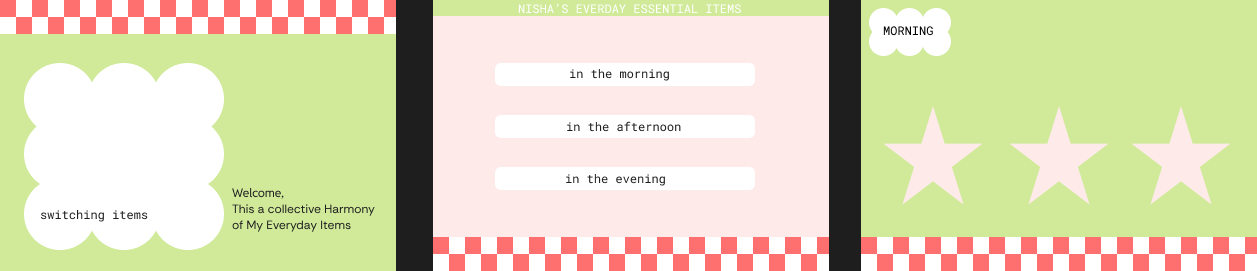 switching items
Welcome,
This a collective Harmony
of My Everyday Items
NISHA'S EVERDAY ESSENTIAL ITEMS
in the morning
in the afternoon
in the evening
MORNING